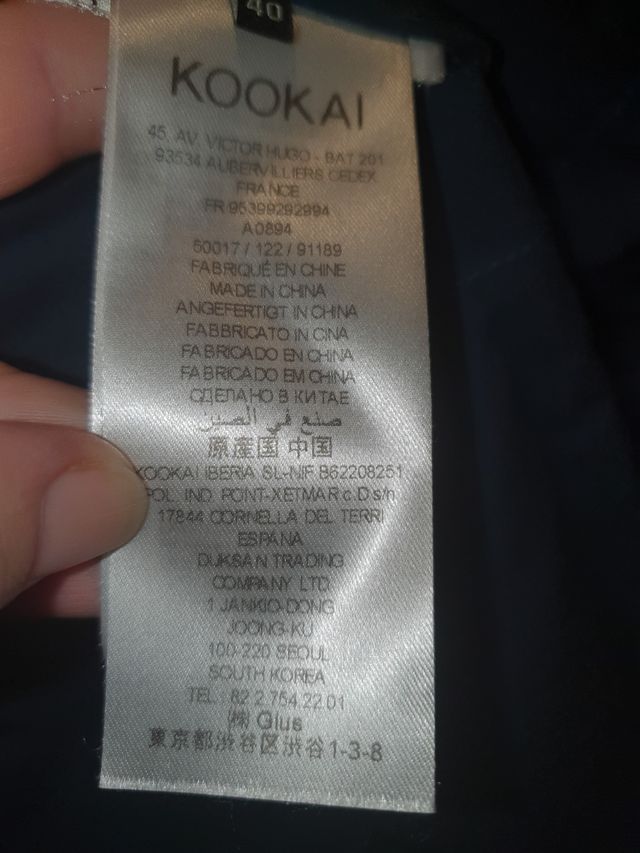 40
KOOKAI
45, AV. VICTOR HUGO - BAT 201
93534 AUBERVILLIERS CEDEX
FRANCE
FR 95399292994
A0894
50017 / 122 / 91189
FABRIQUÉ EN CHINE
MADE IN CHINA
ANGEFERTIGT IN CHINA
FABBRICATO IN CINA
FABRICADO EN CHINA
FABRICADO EM CHINA
СДЕЛАНО В КИТАЕ
صنع في الصين
原産国 中国
KOOKAI IBERIA SL-NIF B62208251
POL. IND. PONT-XETMAR c.D s/n
17844 CORNELLA DEL TERRI
ESPANA
DUKSAN TRADING
COMPANY LTD
1 JANKIO-DONG
JOONG-KU
100-220 SEOUL
SOUTH KOREA
TEL : 82 2 754 22 01
㈱ Glus
東京都渋谷区渋谷1-3-8